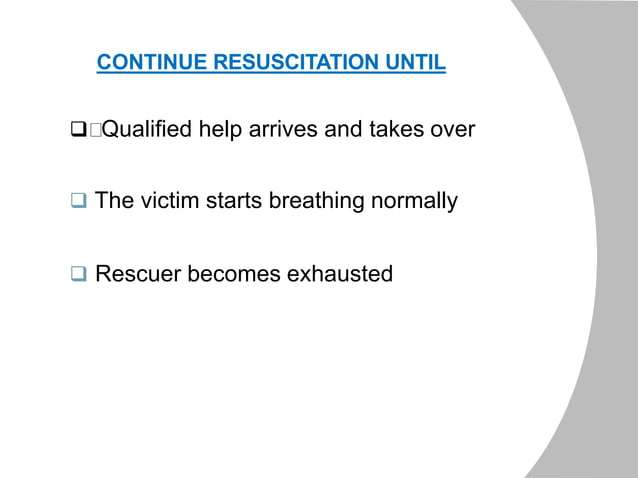 CONTINUE RESUSCITATION UNTIL
❑ Qualified help arrives and takes over
❑ The victim starts breathing normally
❑ Rescuer becomes exhausted